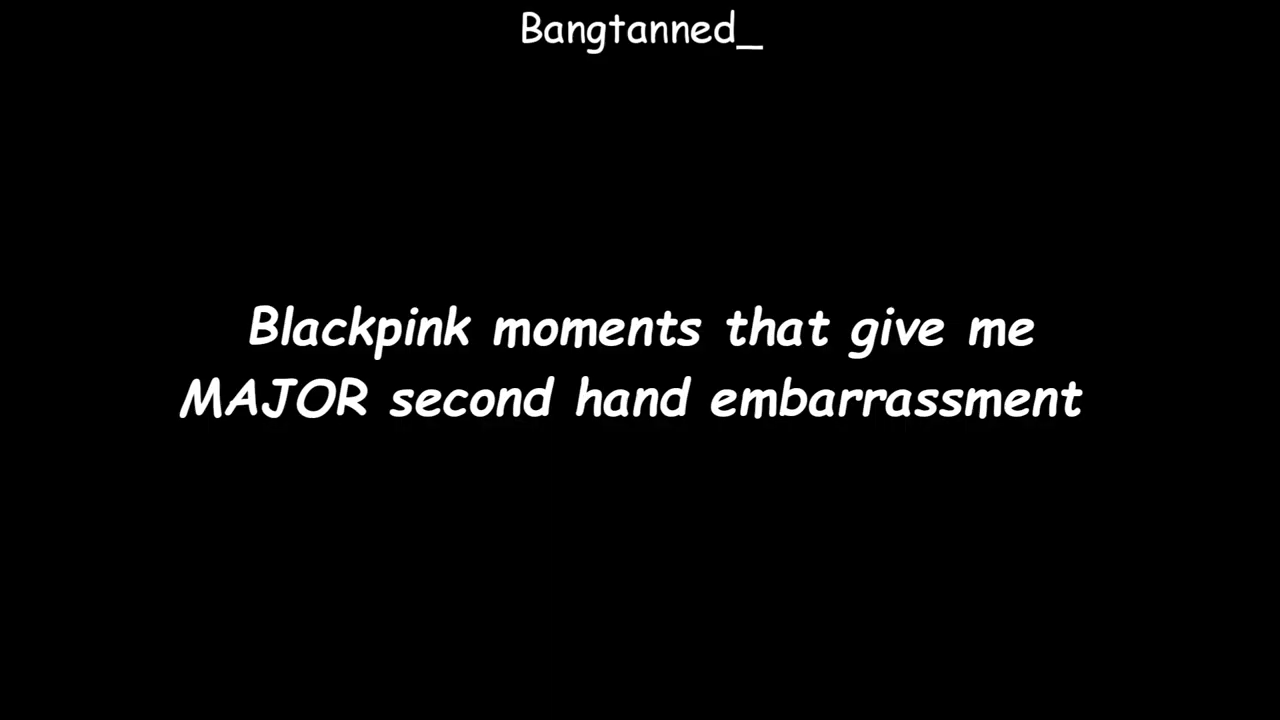 Bangtanned_
Blackpink moments that give me
MAJOR second hand embarrassment